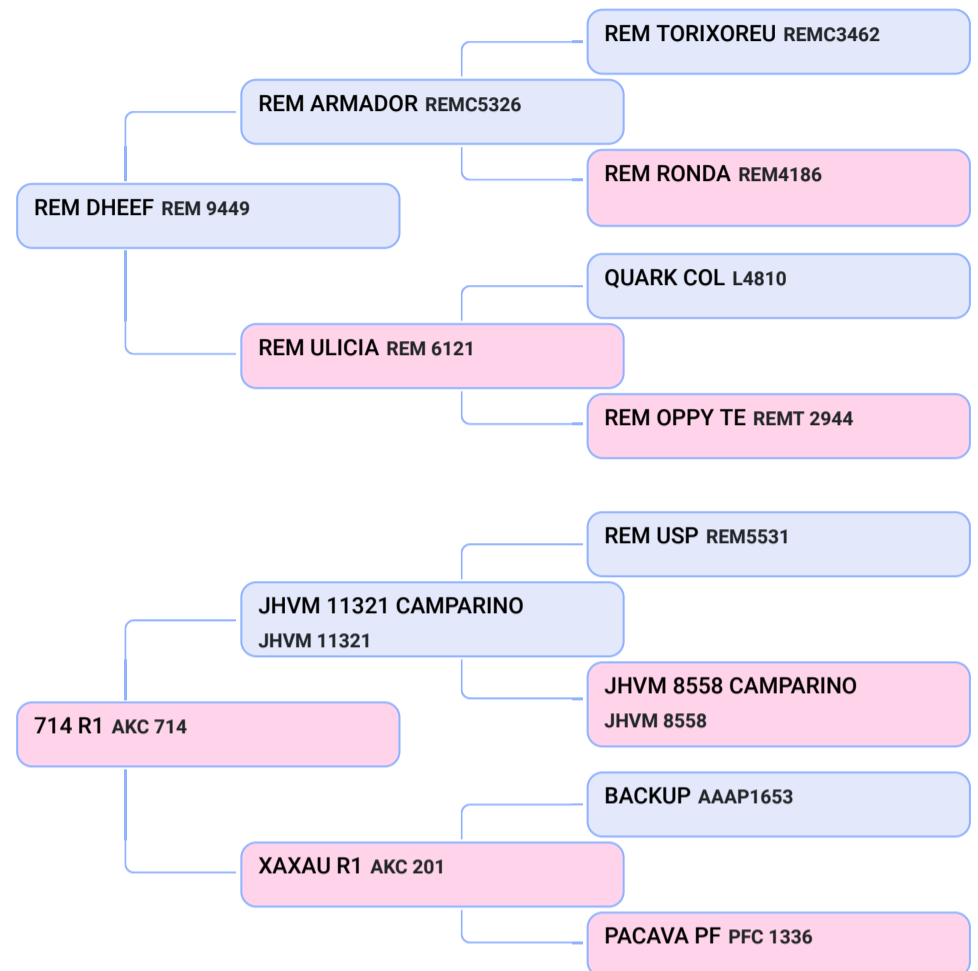 REM TORIXOREU REMC3462
REM ARMADOR REMC5326
REM RONDA REM4186
REM DHEEF REM 9449
QUARK COL L4810
REM ULICIA REM 6121
REM OPPY TE REMT 2944
REM USP REM5531
JHVM 11321 CAMPARINO
JHVM 11321
JHVM 8558 CAMPARINO
JHVM 8558
714 R1 AKC 714
BACKUP AAAP1653
XAXAU R1 AKC 201
PACAVA PF PFC 1336